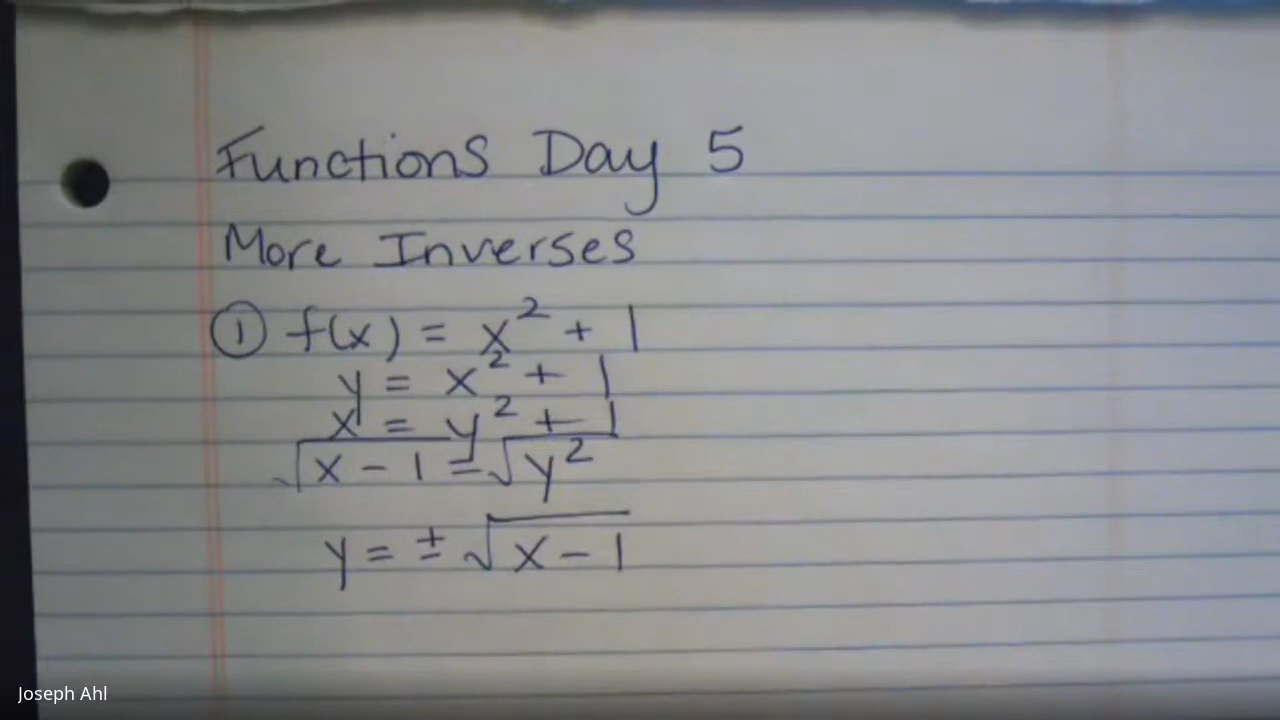 Functions Day 5
More Inverses
① f(x) = x² + 1
y = x² + 1
x = y² + 1
√(x - 1) = √(y²)
y = ± √(x - 1)
Joseph Ahl